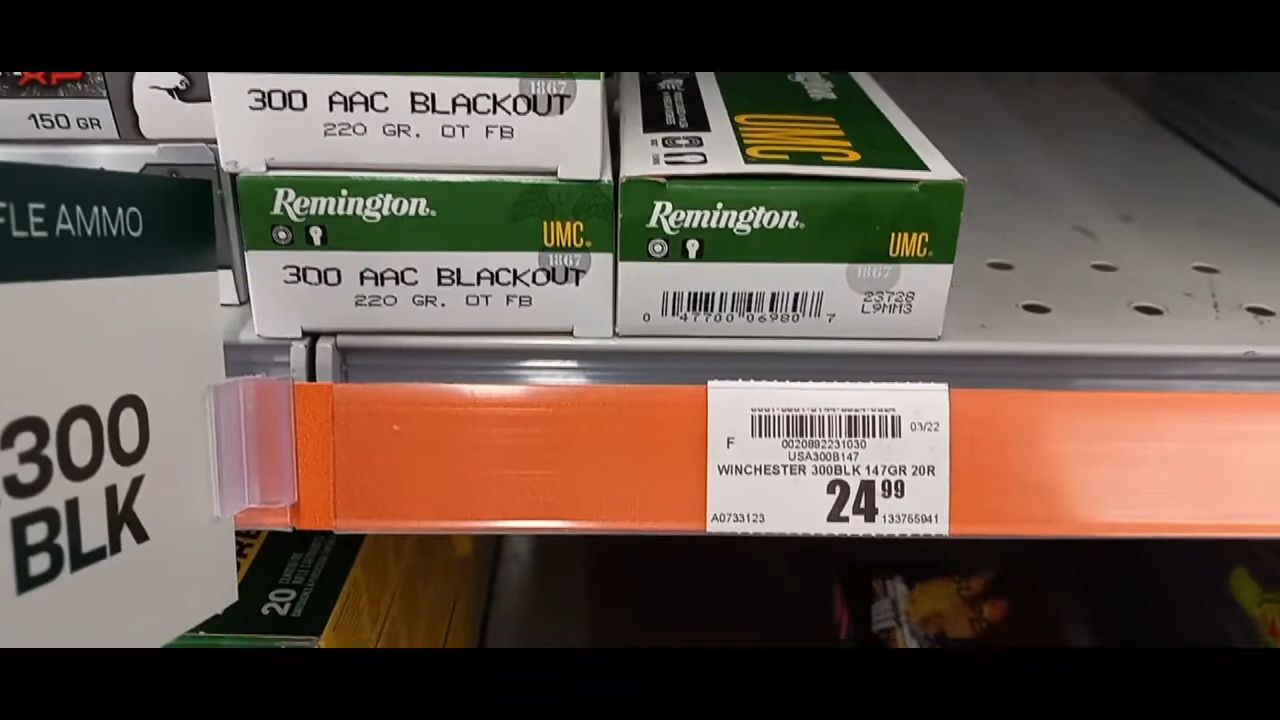 150 GR
300 AAC BLACKOUT
220 GR. OT FB
1867
UMC
FLE AMMO
Remington.
UMC.
1867
300 AAC BLACKOUT
220 GR. OT FB
Remington.
UMC.
1867
0 47700 06980 7
23728
L9MM3
.300
BLK
03/22
F
0020892231030
USA300B147
WINCHESTER 300BLK 147GR 20R
24.99
A0733123
133765941
20